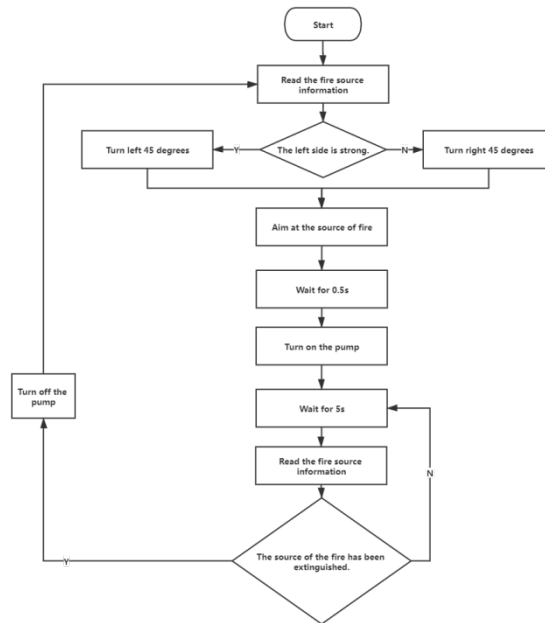 Start
Read the fire source
information
Turn left 45 degrees
Y
The left side is strong.
N
Turn right 45 degrees
Aim at the source of fire
Wait for 0.5s
Turn on the pump
Turn off the
pump
Wait for 5s
Read the fire source
information
N
The source of the fire has been
extinguished.
Y